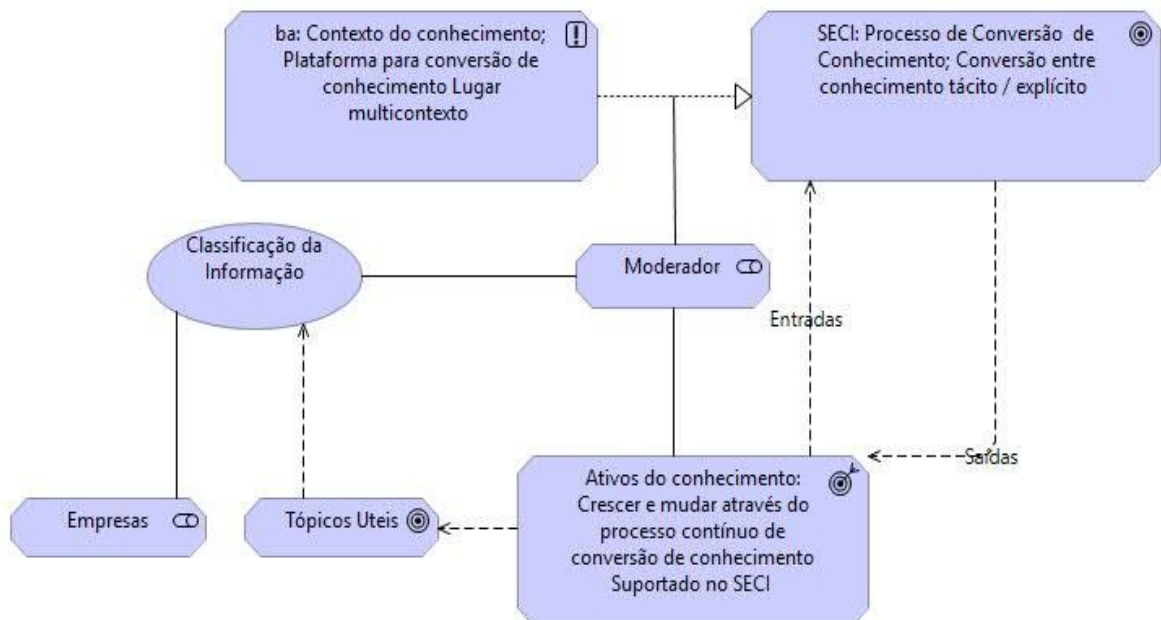 ba: Contexto do conhecimento;
Plataforma para conversão de
conhecimento Lugar
multicontexto
SECI: Processo de Conversão de
Conhecimento; Conversão entre
conhecimento tácito / explícito
Classificação da
Informação
Moderador
Entradas
Saídas
Empresas
Tópicos Uteis
Ativos do conhecimento:
Crescer e mudar através do
processo contínuo de
conversão de conhecimento
Suportado no SECI